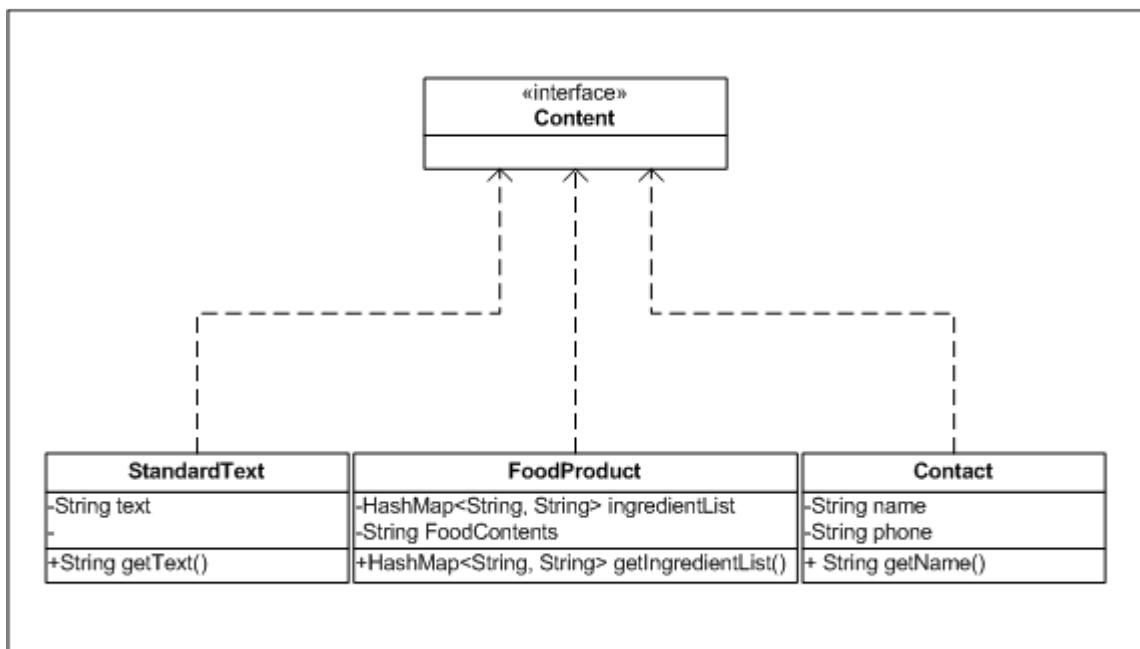 «interface»
Content
StandardText
-String text
-
+String getText()
FoodProduct
-HashMap<String, String> ingredientList
-String FoodContents
+HashMap<String, String> getIngredientList()
Contact
-String name
-String phone
+ String getName()